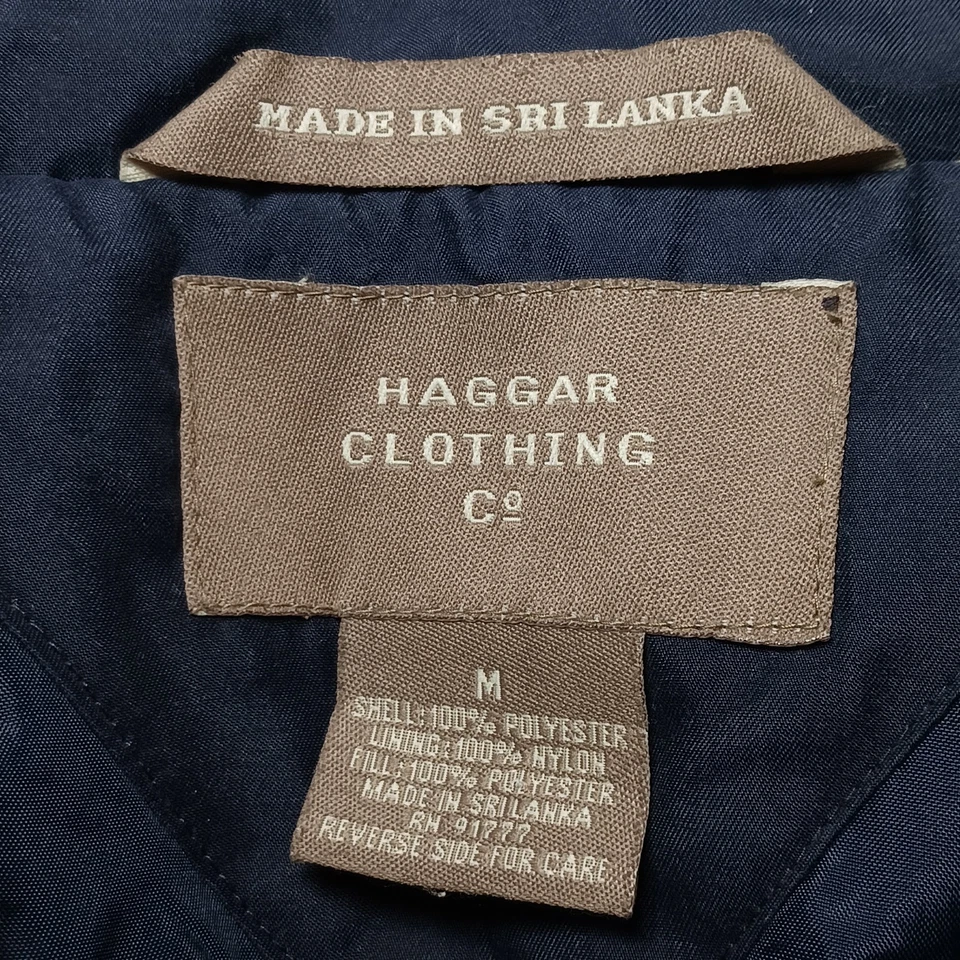 MADE IN SRI LANKA
HAGGAR
CLOTHING
Cº
M
SHELL: 100% POLYESTER
LINING: 100% NYLON
FILL: 100% POLYESTER
MADE IN SRILANKA
RN 91777
REVERSE SIDE FOR CARE